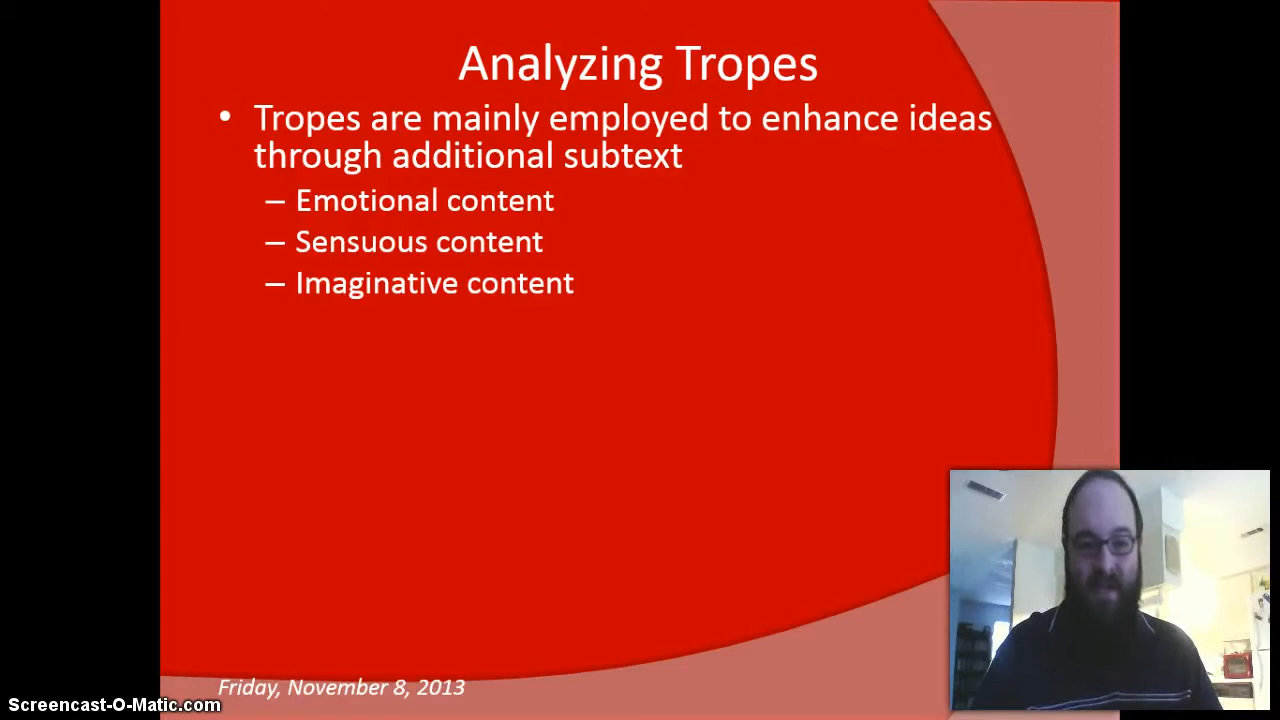 Analyzing Tropes
• Tropes are mainly employed to enhance ideas
through additional subtext
– Emotional content
– Sensuous content
– Imaginative content
Friday, November 8, 2013
Screencast-O-Matic.com